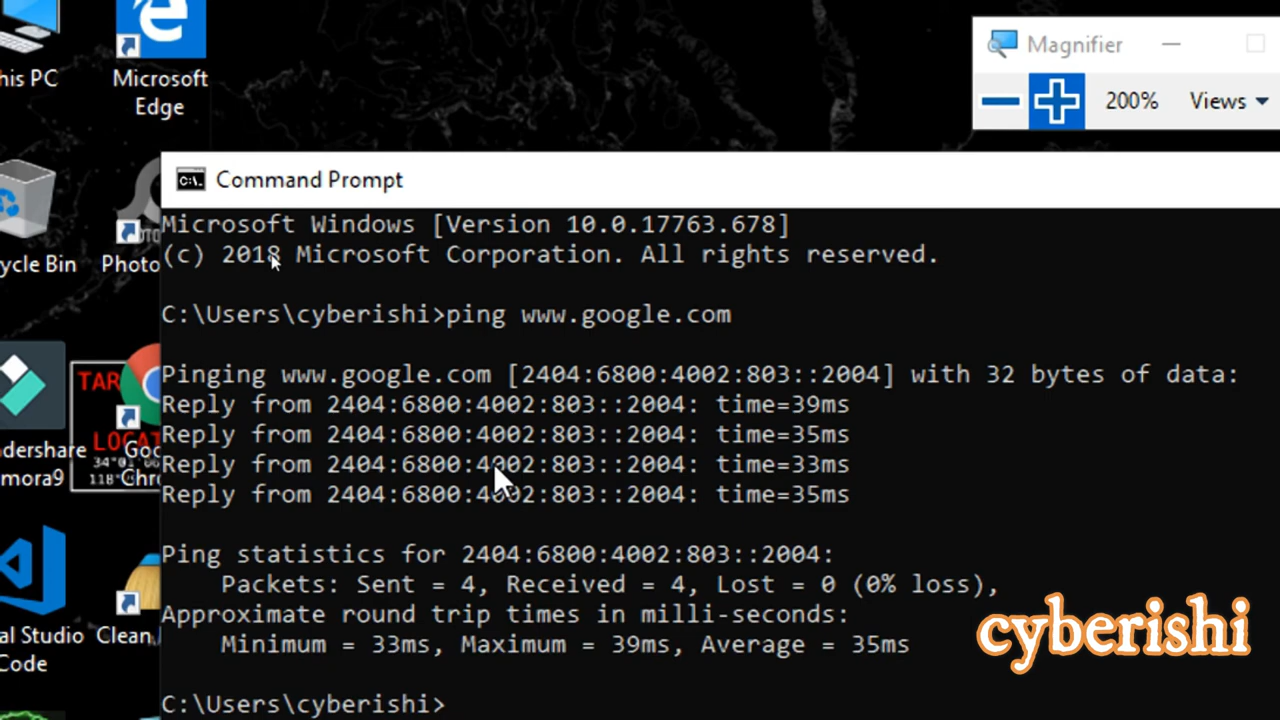 his PC
Microsoft
Edge
Magnifier
200% Views
Command Prompt
Microsoft Windows [Version 10.0.17763.678]
(c) 2018 Microsoft Corporation. All rights reserved.
ycle Bin
Photo
C:\Users\cyberishi>ping www.google.com
Pinging www.google.com [2404:6800:4002:803::2004] with 32 bytes of data:
Reply from 2404:6800:4002:803::2004: time=39ms
Reply from 2404:6800:4002:803::2004: time=35ms
Reply from 2404:6800:4002:803::2004: time=33ms
Reply from 2404:6800:4002:803::2004: time=35ms
TAR
LOCAT
ndershare
mora9
Goo
Chro
Ping statistics for 2404:6800:4002:803::2004:
Packets: Sent = 4, Received = 4, Lost = 0 (0% loss),
Approximate round trip times in milli-seconds:
Minimum = 33ms, Maximum = 39ms, Average = 35ms
al Studio
Code
Clean
cyberishi
C:\Users\cyberishi>